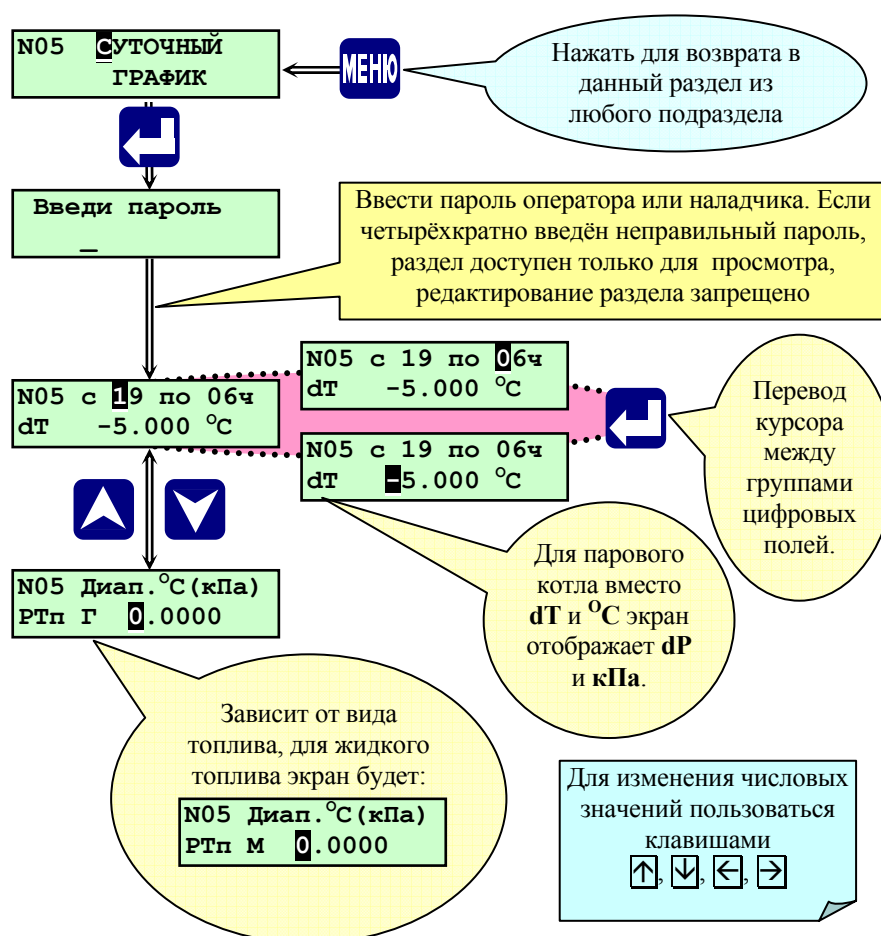 N05 СУТОЧНЫЙ
ГРАФИК
МЕНЮ
Нажать для возврата в
данный раздел из
любого подраздела
Введи пароль
_
Ввести пароль оператора или наладчика. Если
четырёхкратно введён неправильный пароль,
раздел доступен только для просмотра,
редактирование раздела запрещено
N05 с 19 по 06ч
dТ -5.000 °С
N05 с 19 по 06ч
dТ -5.000 °С
N05 с 19 по 06ч
dТ -5.000 °С
Перевод
курсора
между
группами
цифровых
полей.
Для парового
котла вместо
dT и ᴼС экран
отображает dP
и кПа.
N05 Диап.°С(кПа)
РТп Г 0.0000
Зависит от вида
топлива, для жидкого
топлива экран будет:
N05 Диап.°С(кПа)
РТп М 0.0000
Для изменения числовых
значений пользоваться
клавишами
↑, ↓, ←, →